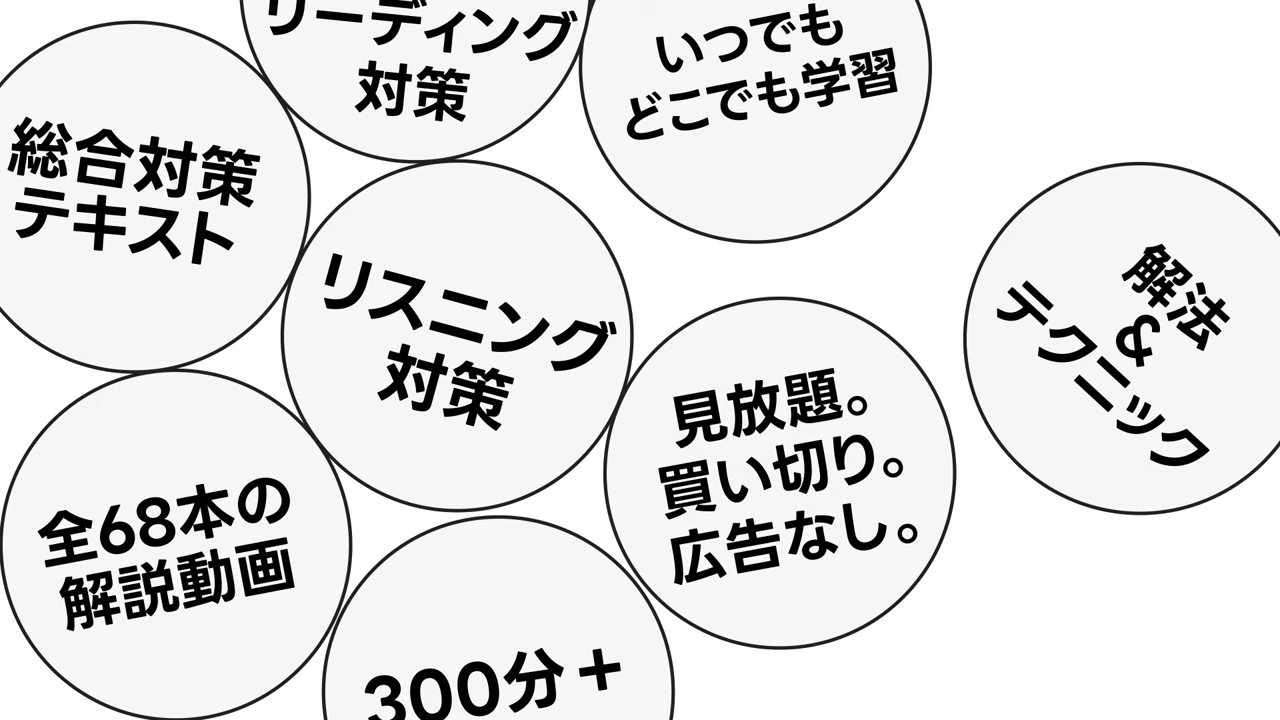 リーディング
対策
いつでも
どこでも学習
総合対策
テキスト
リスニング
対策
解法
&
テクニック
見放題。
買い切り。
広告なし。
全68本の
解説動画
300分+